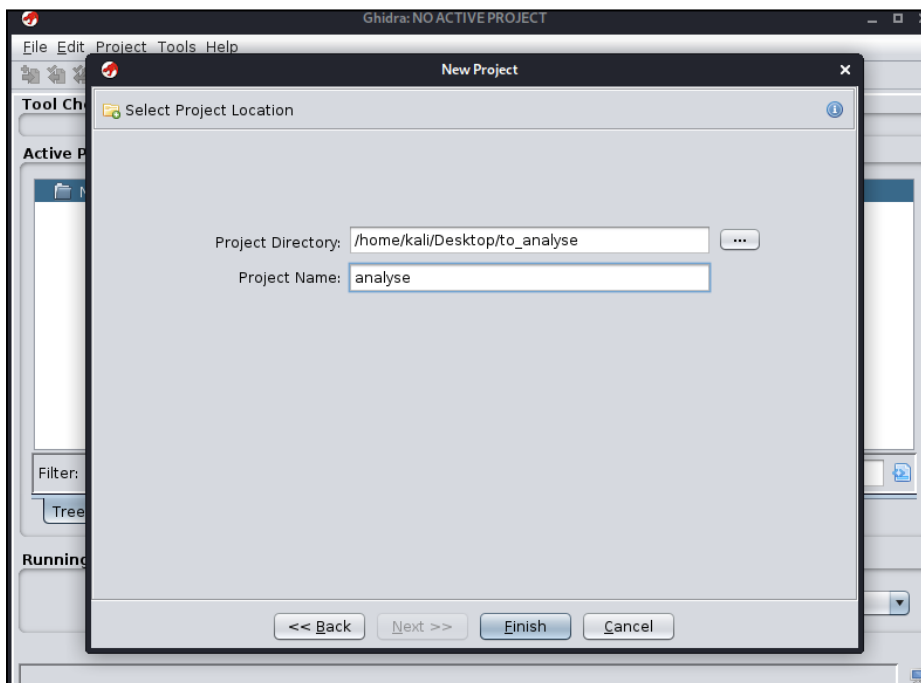 Ghidra: NO ACTIVE PROJECT
File Edit Project Tools Help
New Project
Tool Ch
Select Project Location
Active P
N
Project Directory: /home/kali/Desktop/to_analyse ...
Project Name: analyse
Filter:
Tree
Running
<< Back Next >> Finish Cancel